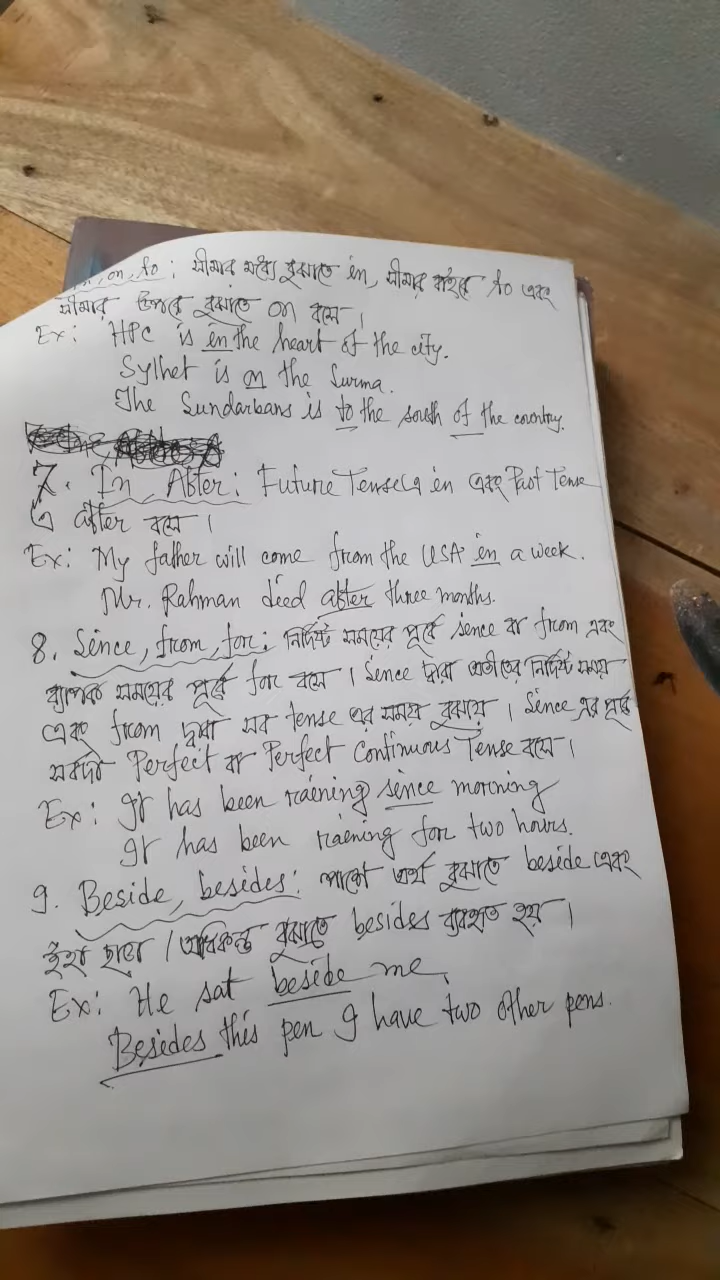 in, on, to: সীমার মধ্যে বুঝাতে in, সীমার বাইরে to এবং
সীমার উপরে বুঝাতে on বসে।
Ex: HPC is in the heart of the city.
Sylhet is on the Surma.
The Sundarbans is to the south of the country.
7. In, After: Future Tense এ in এবং Past Tense
এ after বসে।
Ex: My father will come from the USA in a week.
Mr. Rahman died after three months.
8. Since, from, for: নির্দিষ্ট সময়ের পূর্বে sence বা from এবং
ব্যাপক সময়ের পূর্বে for বসে। Sence দ্বারা অতীতের নির্দিষ্ট সময়
এবং from দ্বারা সব tense এর সময় বুঝায়। Since এর পূর্বে
সবদা Perfect বা Perfect Continuous Tense বসে।
Ex: It has been raining since morning
It has been raining for two hours.
9. Beside, besides: পাশে অর্থ বুঝাতে beside এবং
ইহা ছাড়া / অধিকন্তু বুঝাতে besides ব্যবহৃত হয়।
Ex: He sat beside me.
Besides this pen I have two other pens.